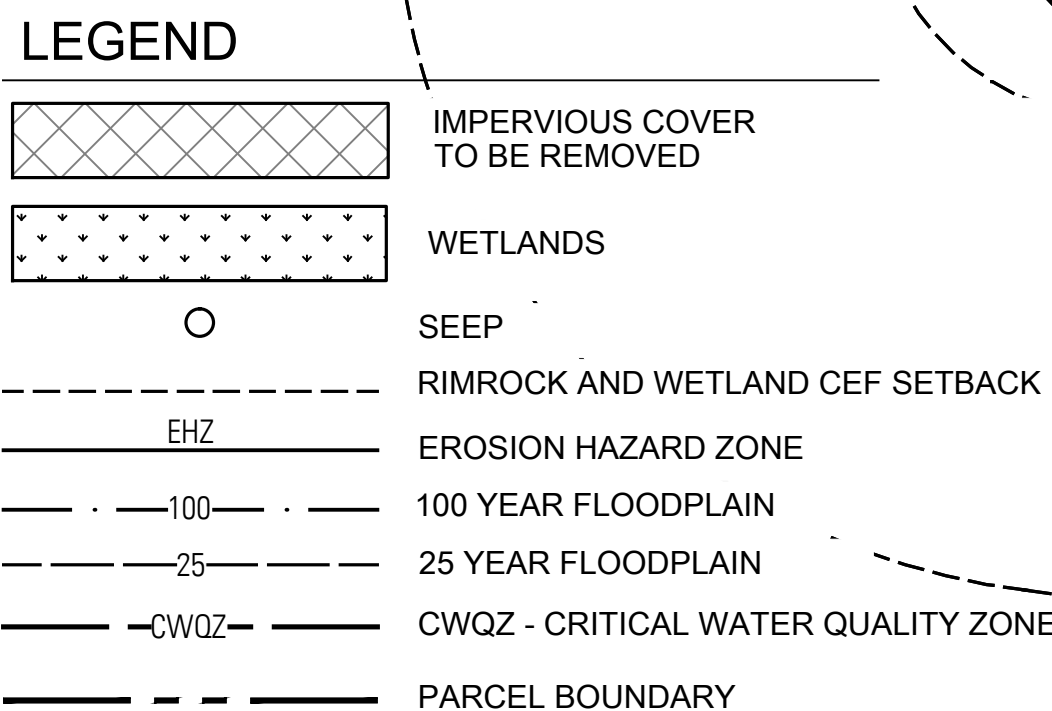 LEGEND
IMPERVIOUS COVER
TO BE REMOVED
WETLANDS
SEEP
RIMROCK AND WETLAND CEF SETBACK
EHZ
EROSION HAZARD ZONE
100
100 YEAR FLOODPLAIN
25
25 YEAR FLOODPLAIN
CWQZ
CWQZ - CRITICAL WATER QUALITY ZONE
PARCEL BOUNDARY